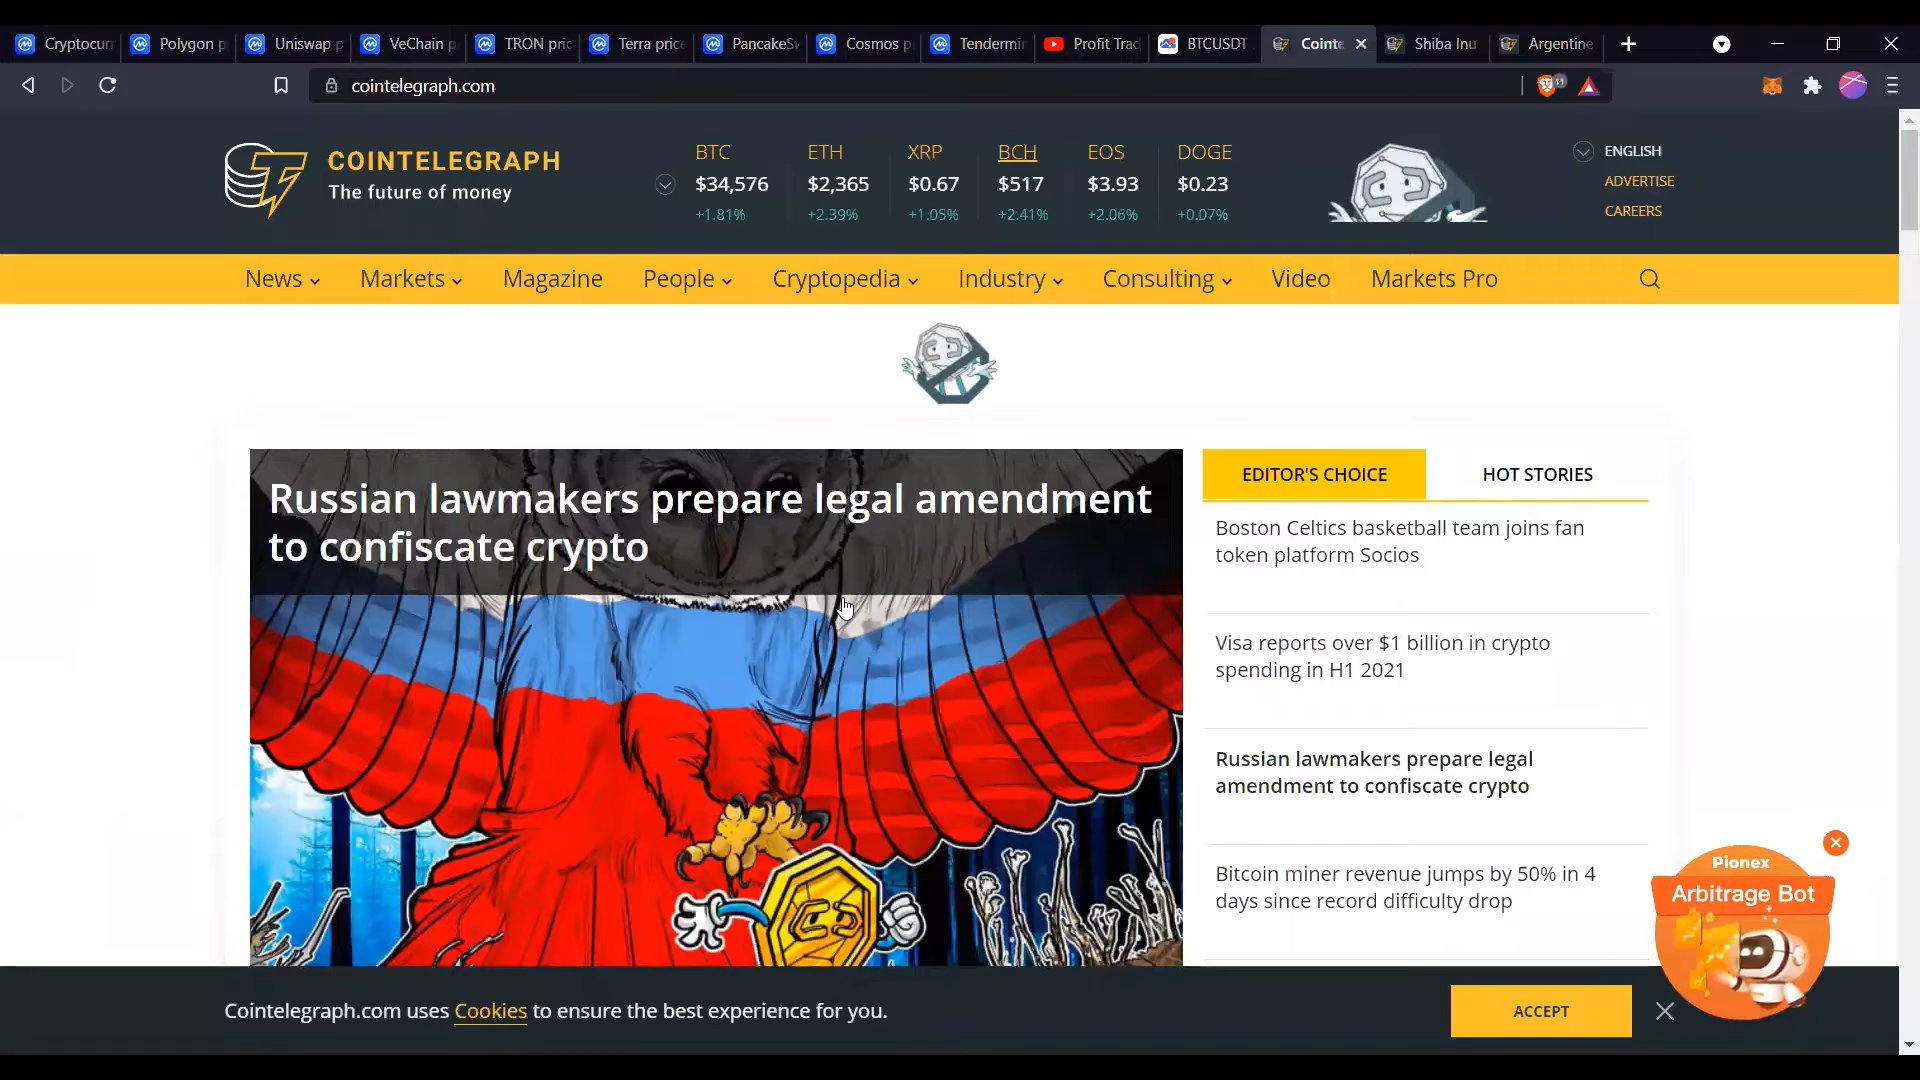 Cryptocur Polygon p Uniswap p VeChain p TRON pric Terra price PancakeSw Cosmos p Tendermin Profit Trad BTCUSDT Cointe Shiba Inu Argentine
cointelegraph.com
11
COINTELEGRAPH
The future of money
BTC ETH XRP BCH EOS DOGE
$34,576 $2,365 $0.67 $517 $3.93 $0.23
+1.81% +2.39% +1.05% +2.41% +2.06% +0.07%
ENGLISH
ADVERTISE
CAREERS
News Markets Magazine People Cryptopedia Industry Consulting Video Markets Pro
Russian lawmakers prepare legal amendment
to confiscate crypto
EDITOR'S CHOICE HOT STORIES
Boston Celtics basketball team joins fan
token platform Socios
Visa reports over $1 billion in crypto
spending in H1 2021
Russian lawmakers prepare legal
amendment to confiscate crypto
Bitcoin miner revenue jumps by 50% in 4
days since record difficulty drop
Pionex
Arbitrage Bot
Cointelegraph.com uses Cookies to ensure the best experience for you.
ACCEPT